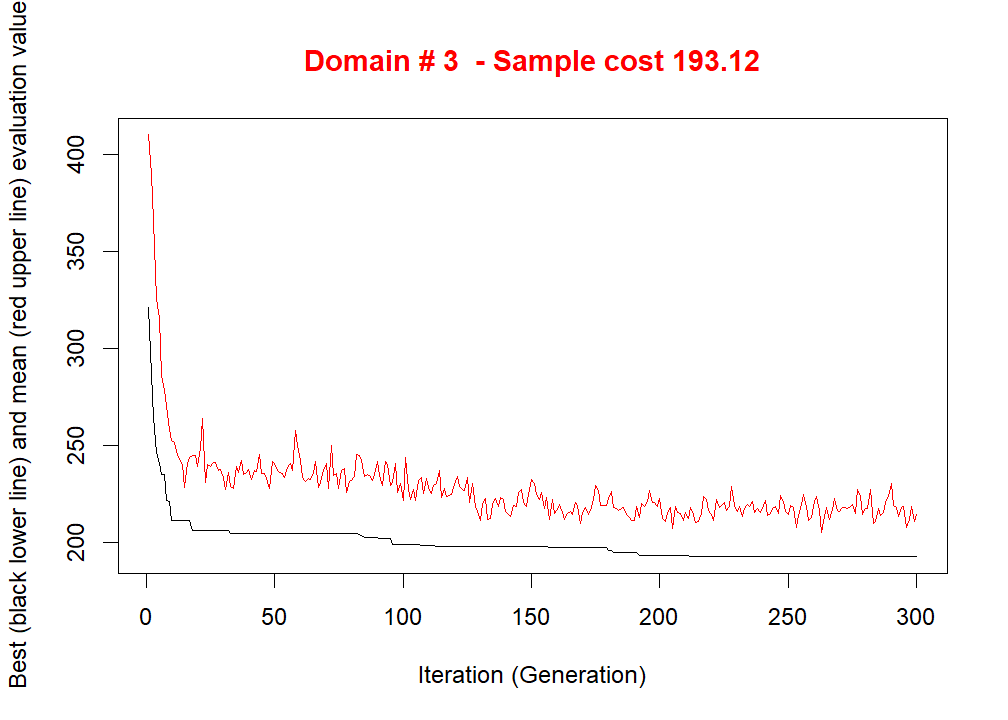 Domain # 3  - Sample cost 193.12
Best (black lower line) and mean (red upper line) evaluation value
400
350
300
250
200
0 50 100 150 200 250 300
Iteration (Generation)